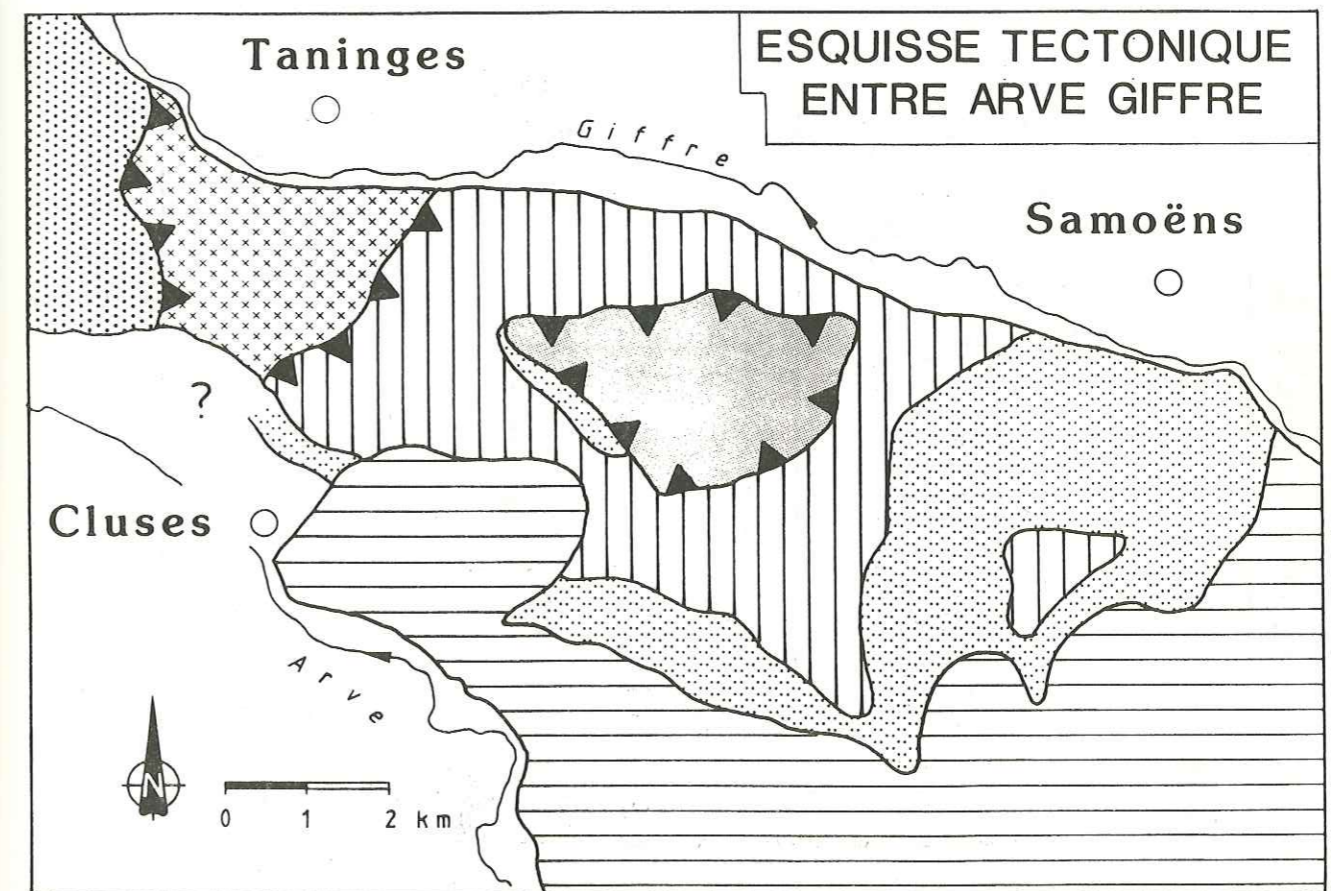 ESQUISSE TECTONIQUE
ENTRE ARVE GIFFRE
Taninges
Giffre
Samoëns
?
Cluses
Arve
N
0 1 2 km